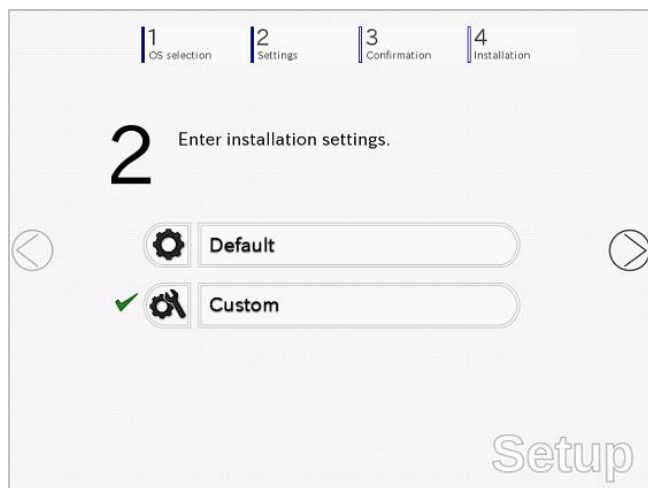 1
OS selection
2
Settings
3
Confirmation
4
Installation
2
Enter installation settings.
Default
Custom
Setup